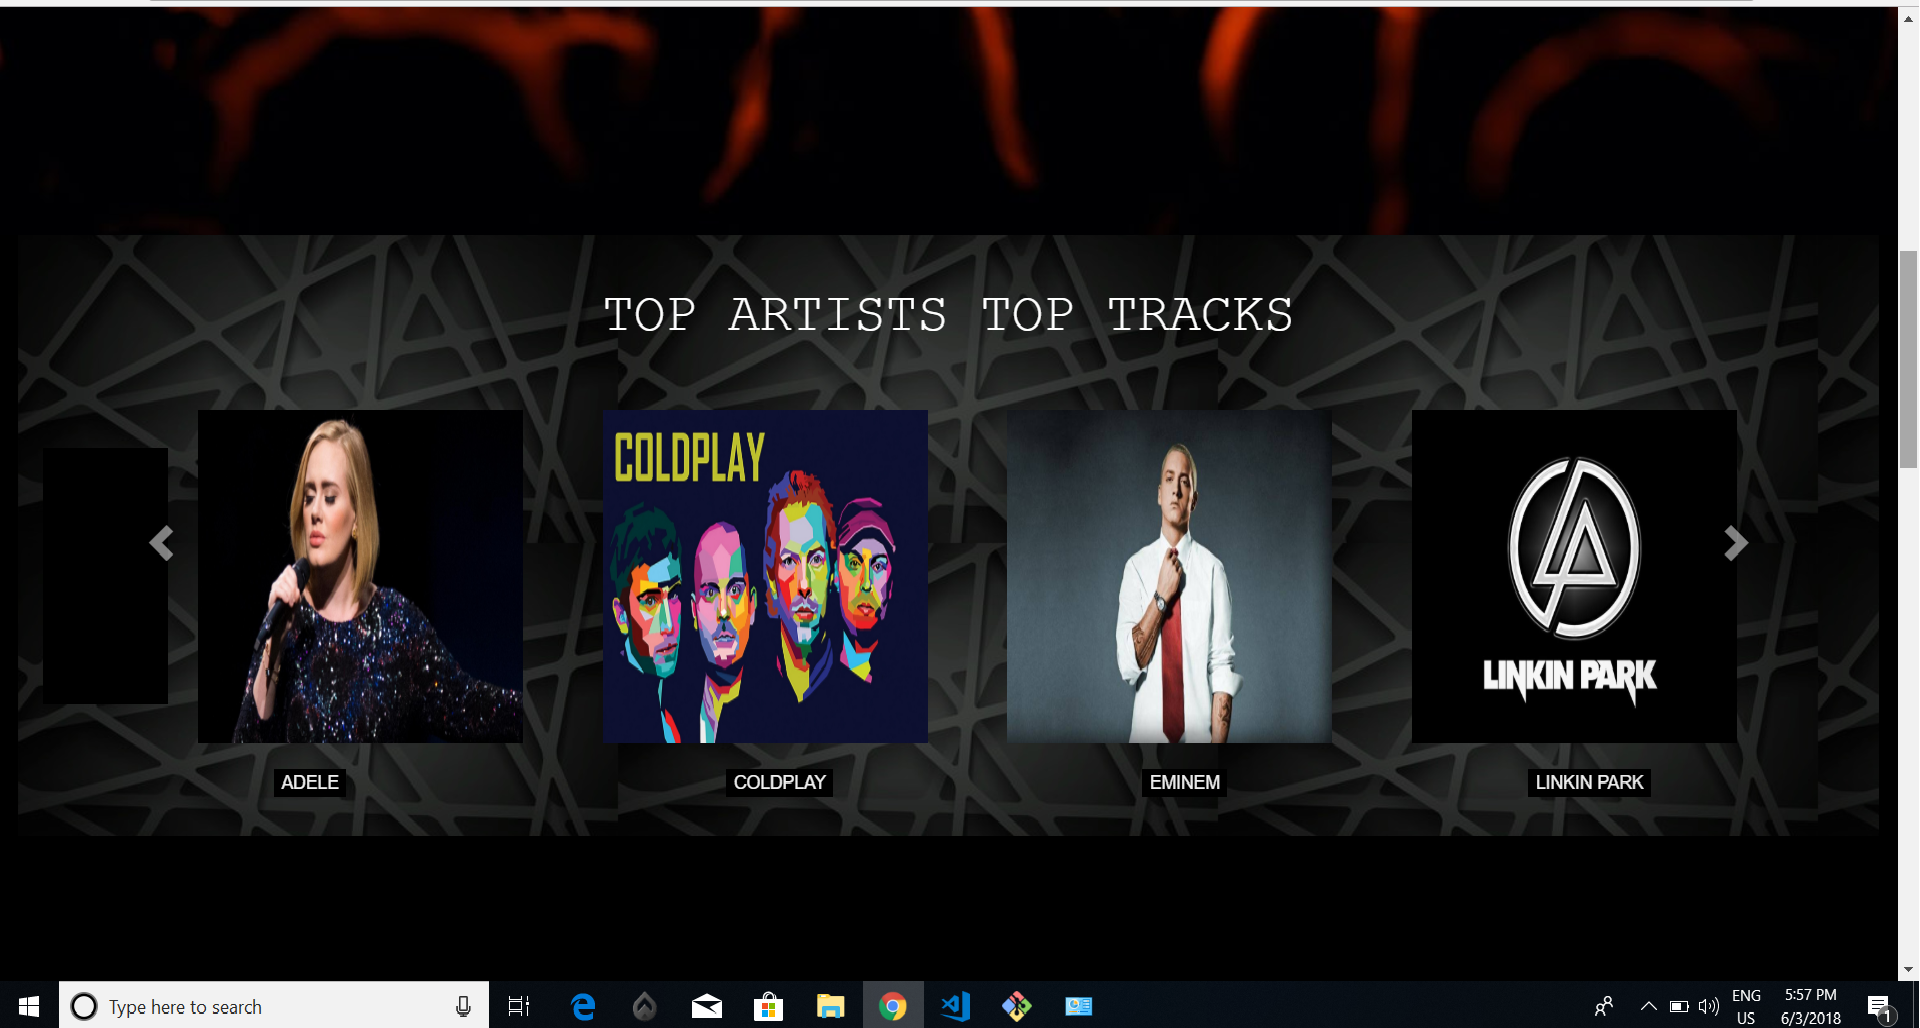 TOP ARTISTS TOP TRACKS
COLDPLAY
LINKIN PARK
ADELE
COLDPLAY
EMINEM
LINKIN PARK
Type here to search
ENG
US
5:57 PM
6/3/2018
1